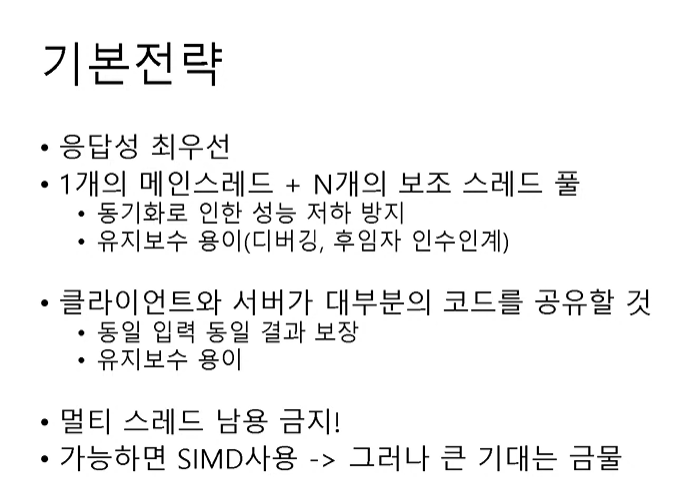 기본전략
• 응답성 최우선
• 1개의 메인스레드 + N개의 보조 스레드 풀
• 동기화로 인한 성능 저하 방지
• 유지보수 용이(디버깅, 후임자 인수인계)
• 클라이언트와 서버가 대부분의 코드를 공유할 것
• 동일 입력 동일 결과 보장
• 유지보수 용이
• 멀티 스레드 남용 금지!
• 가능하면 SIMD사용 -> 그러나 큰 기대는 금물